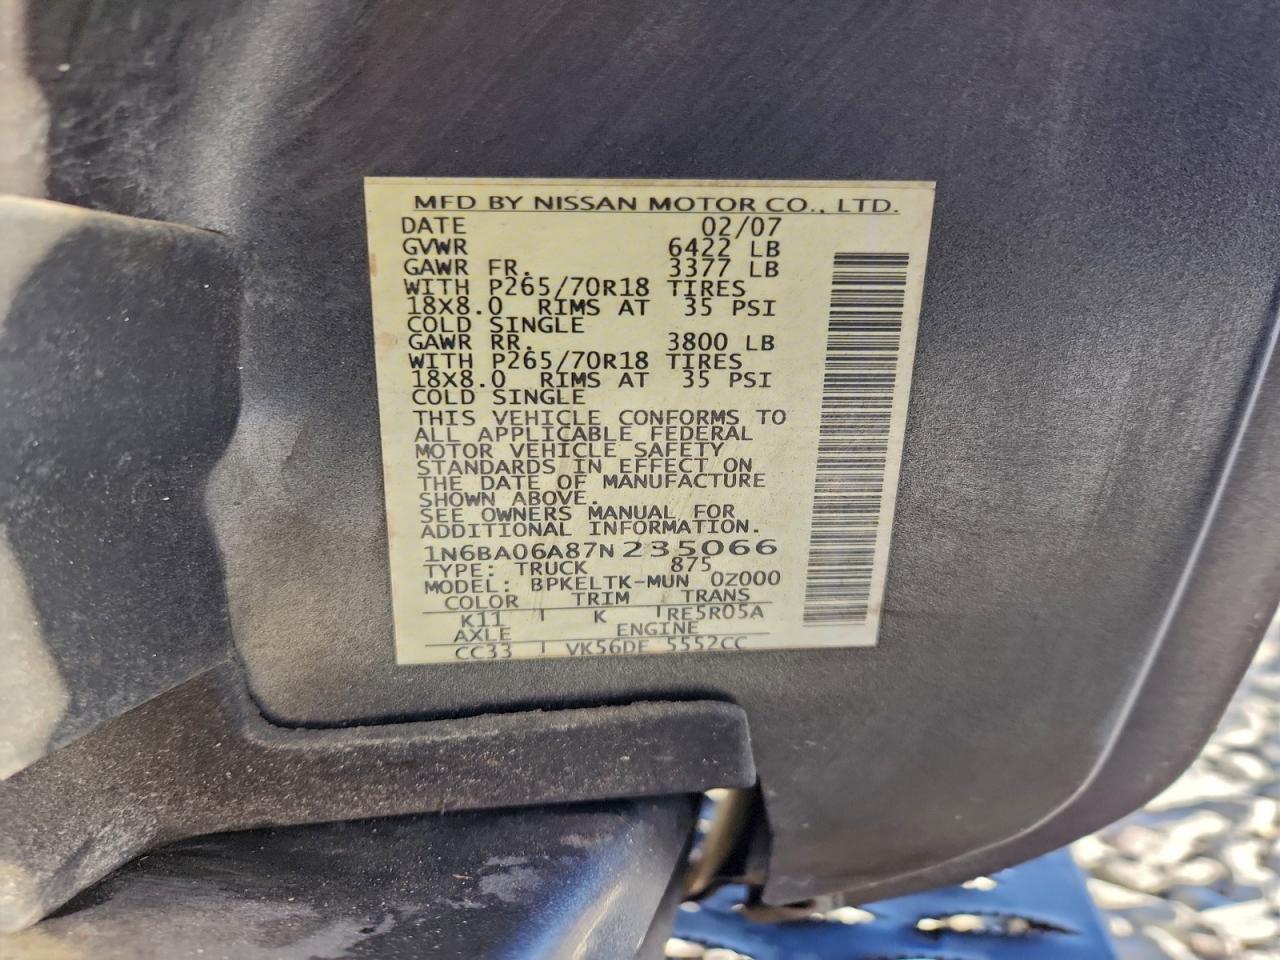 MFD BY NISSAN MOTOR CO., LTD.
DATE 02/07
GVWR 6422 LB
GAWR FR. 3377 LB
WITH P265/70R18 TIRES
18X8.0 RIMS AT 35 PSI
COLD SINGLE
GAWR RR. 3800 LB
WITH P265/70R18 TIRES
18X8.0 RIMS AT 35 PSI
COLD SINGLE
THIS VEHICLE CONFORMS TO
ALL APPLICABLE FEDERAL
MOTOR VEHICLE SAFETY
STANDARDS IN EFFECT ON
THE DATE OF MANUFACTURE
SHOWN ABOVE.
SEE OWNERS MANUAL FOR
ADDITIONAL INFORMATION.
1N6BA06A87N235066
TYPE: TRUCK 875
MODEL: BPKELTK-MUN 0Z000
COLOR TRIM TRANS
K11 K RE5R05A
AXLE ENGINE
CC33 VK56DE 5552CC